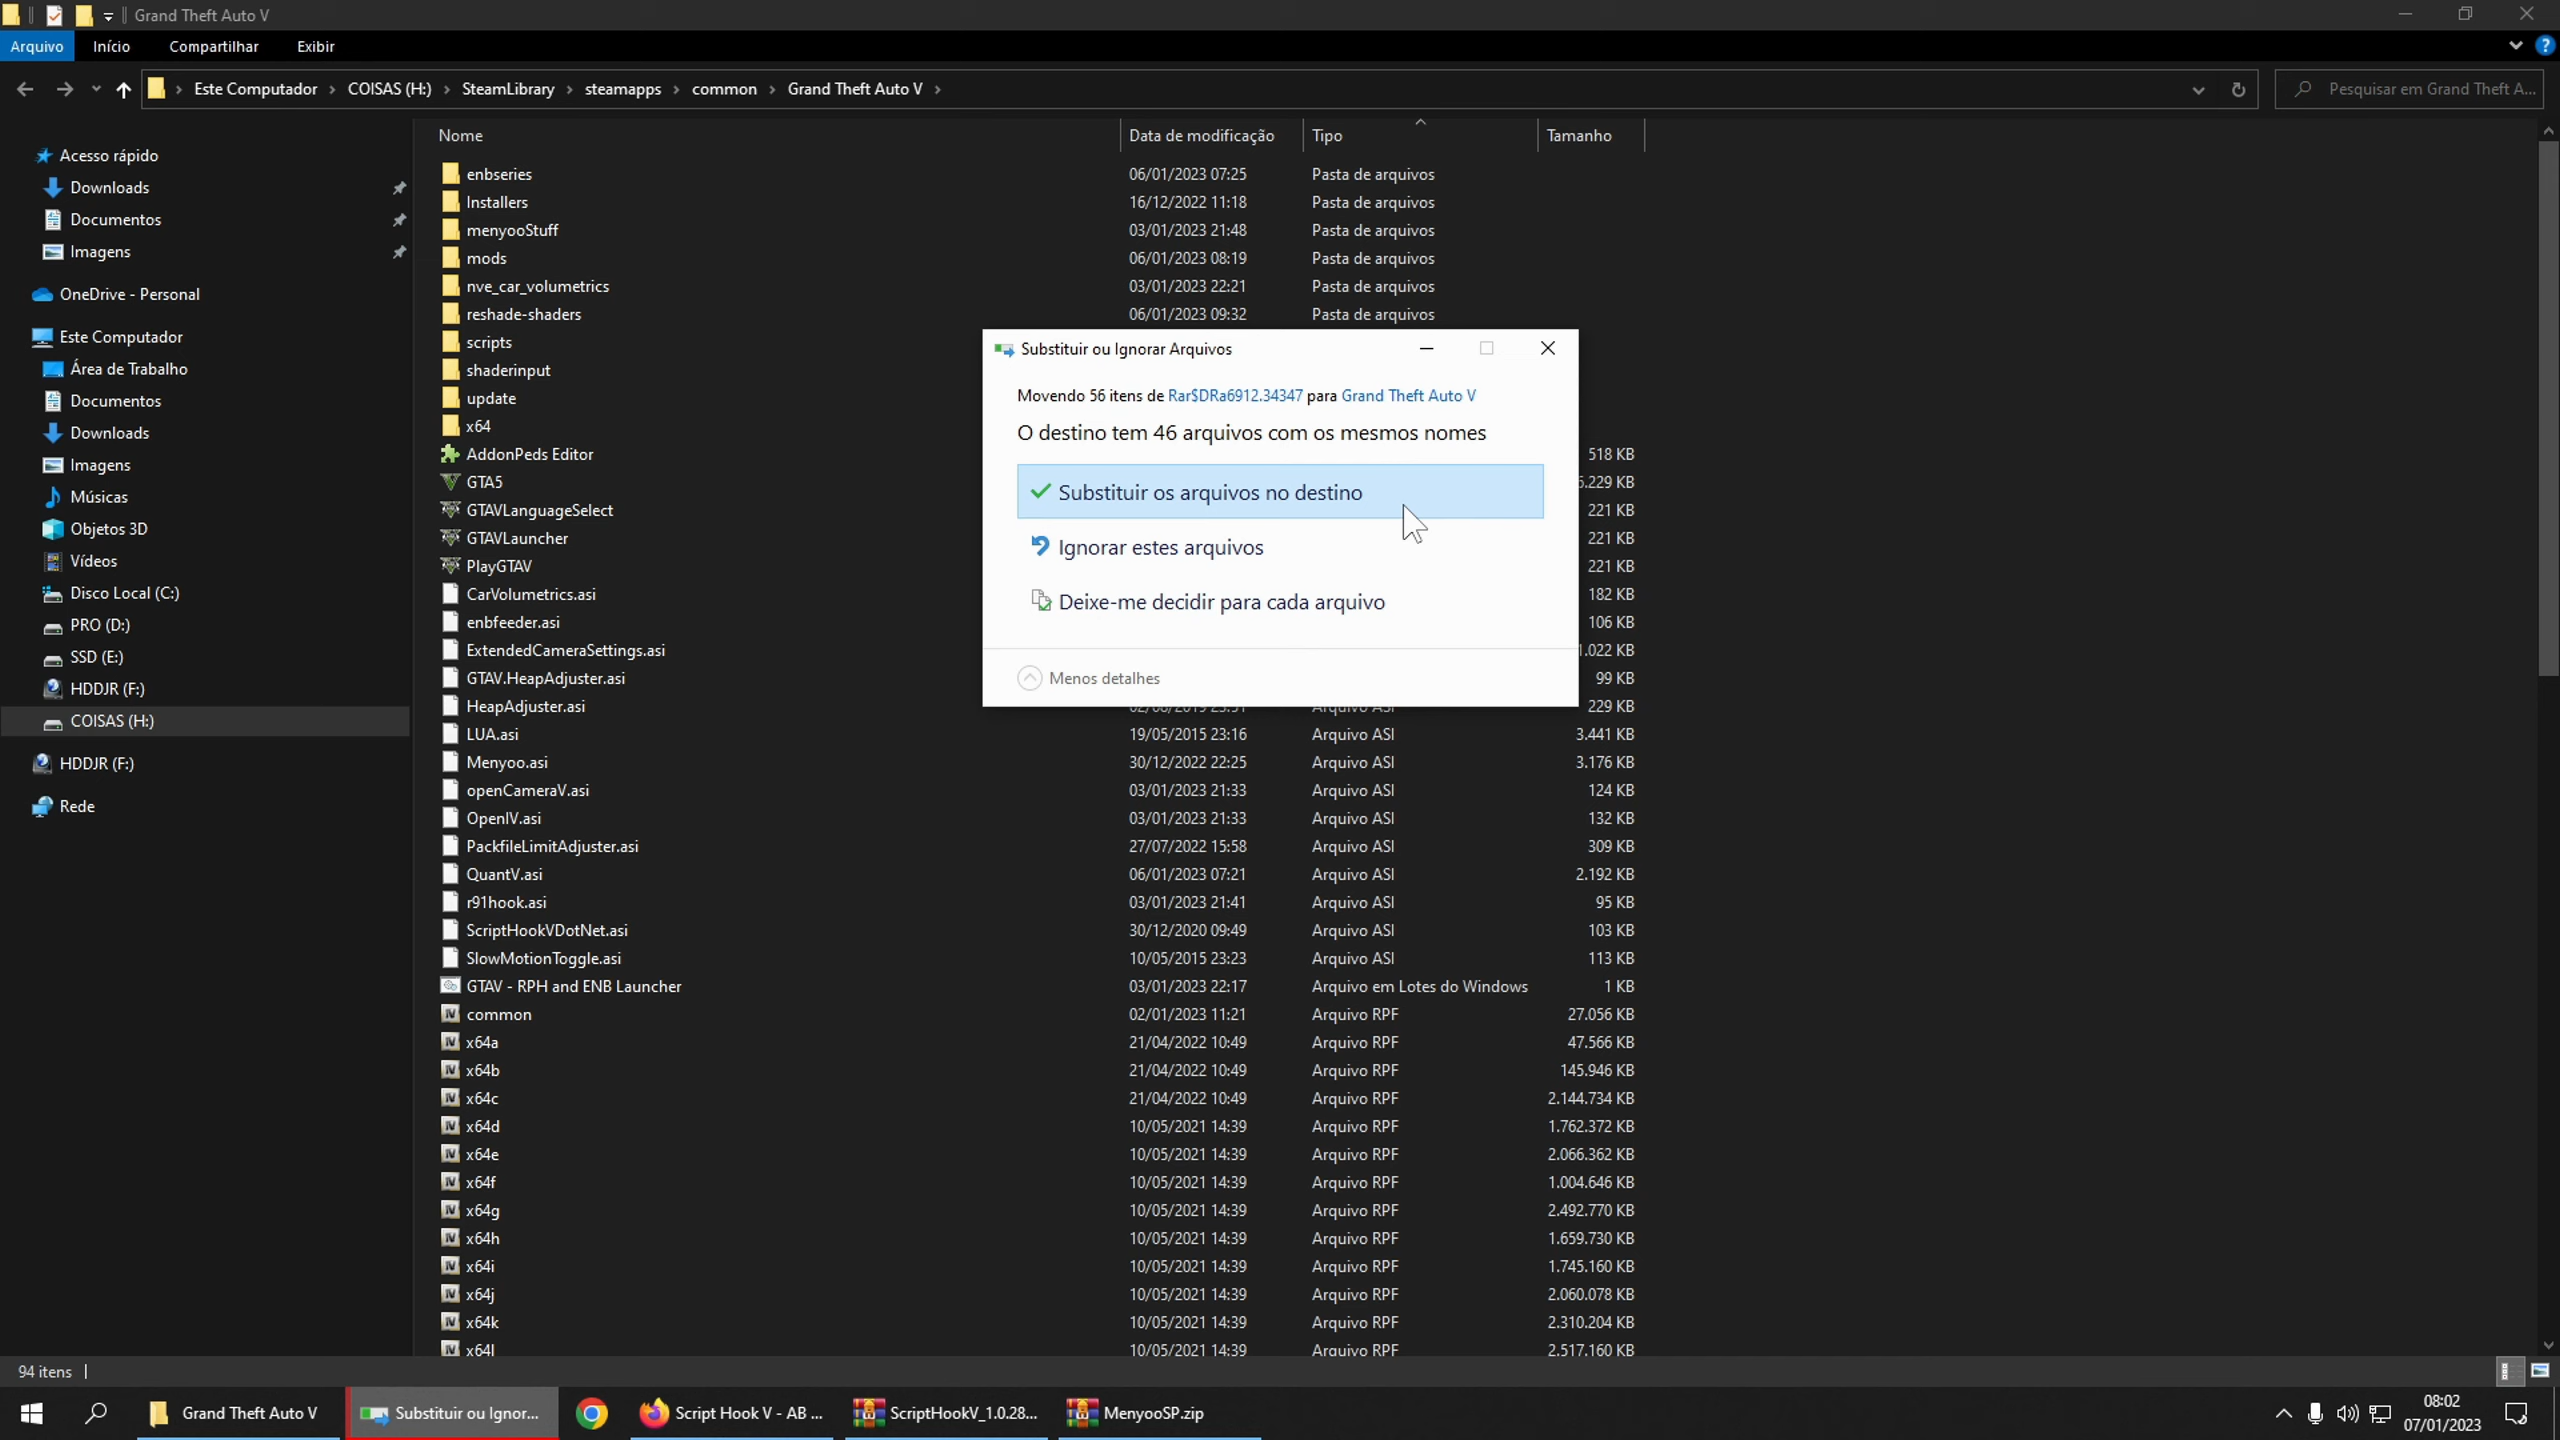 Grand Theft Auto V
Arquivo Início Compartilhar Exibir
Este Computador COISAS (H:) SteamLibrary steamapps common Grand Theft Auto V
Pesquisar em Grand Theft A...
Nome Data de modificação Tipo Tamanho
Acesso rápido
Downloads
Documentos
Imagens
OneDrive - Personal
Este Computador
Área de Trabalho
Documentos
Downloads
Imagens
Músicas
Objetos 3D
Vídeos
Disco Local (C:)
PRO (D:)
SSD (E:)
HDDJR (F:)
COISAS (H:)
HDDJR (F:)
Rede
enbseries 06/01/2023 07:25 Pasta de arquivos
Installers 16/12/2022 11:18 Pasta de arquivos
menyooStuff 03/01/2023 21:48 Pasta de arquivos
mods 06/01/2023 08:19 Pasta de arquivos
nve_car_volumetrics 03/01/2023 22:21 Pasta de arquivos
reshade-shaders 06/01/2023 09:32 Pasta de arquivos
scripts
shaderinput
update
x64
AddonPeds Editor 518 KB
GTA5 5.229 KB
GTAVLanguageSelect 221 KB
GTAVLauncher 221 KB
PlayGTAV 221 KB
CarVolumetrics.asi 182 KB
enbfeeder.asi 106 KB
ExtendedCameraSettings.asi 1.022 KB
GTAV.HeapAdjuster.asi 99 KB
HeapAdjuster.asi 229 KB
LUA.asi 19/05/2015 23:16 Arquivo ASI 3.441 KB
Menyoo.asi 30/12/2022 22:25 Arquivo ASI 3.176 KB
openCameraV.asi 03/01/2023 21:33 Arquivo ASI 124 KB
OpenIV.asi 03/01/2023 21:33 Arquivo ASI 132 KB
PackfileLimitAdjuster.asi 27/07/2022 15:58 Arquivo ASI 309 KB
QuantV.asi 06/01/2023 07:21 Arquivo ASI 2.192 KB
r91hook.asi 03/01/2023 21:41 Arquivo ASI 95 KB
ScriptHookVDotNet.asi 30/12/2020 09:49 Arquivo ASI 103 KB
SlowMotionToggle.asi 10/05/2015 23:23 Arquivo ASI 113 KB
GTAV - RPH and ENB Launcher 03/01/2023 22:17 Arquivo em Lotes do Windows 1 KB
common 02/01/2023 11:21 Arquivo RPF 27.056 KB
x64a 21/04/2022 10:49 Arquivo RPF 47.566 KB
x64b 21/04/2022 10:49 Arquivo RPF 145.946 KB
x64c 21/04/2022 10:49 Arquivo RPF 2.144.734 KB
x64d 10/05/2021 14:39 Arquivo RPF 1.762.372 KB
x64e 10/05/2021 14:39 Arquivo RPF 2.066.362 KB
x64f 10/05/2021 14:39 Arquivo RPF 1.004.646 KB
x64g 10/05/2021 14:39 Arquivo RPF 2.492.770 KB
x64h 10/05/2021 14:39 Arquivo RPF 1.659.730 KB
x64i 10/05/2021 14:39 Arquivo RPF 1.745.160 KB
x64j 10/05/2021 14:39 Arquivo RPF 2.060.078 KB
x64k 10/05/2021 14:39 Arquivo RPF 2.310.204 KB
x64l 10/05/2021 14:39 Arquivo RPF 2.517.160 KB
Substituir ou Ignorar Arquivos
Movendo 56 itens de Rar$DRa6912.34347 para Grand Theft Auto V
O destino tem 46 arquivos com os mesmos nomes
Substituir os arquivos no destino
Ignorar estes arquivos
Deixe-me decidir para cada arquivo
Menos detalhes
94 itens
Grand Theft Auto V Substituir ou Ignor... Script Hook V - AB ... ScriptHookV_1.0.28... MenyooSP.zip
08:02
07/01/2023